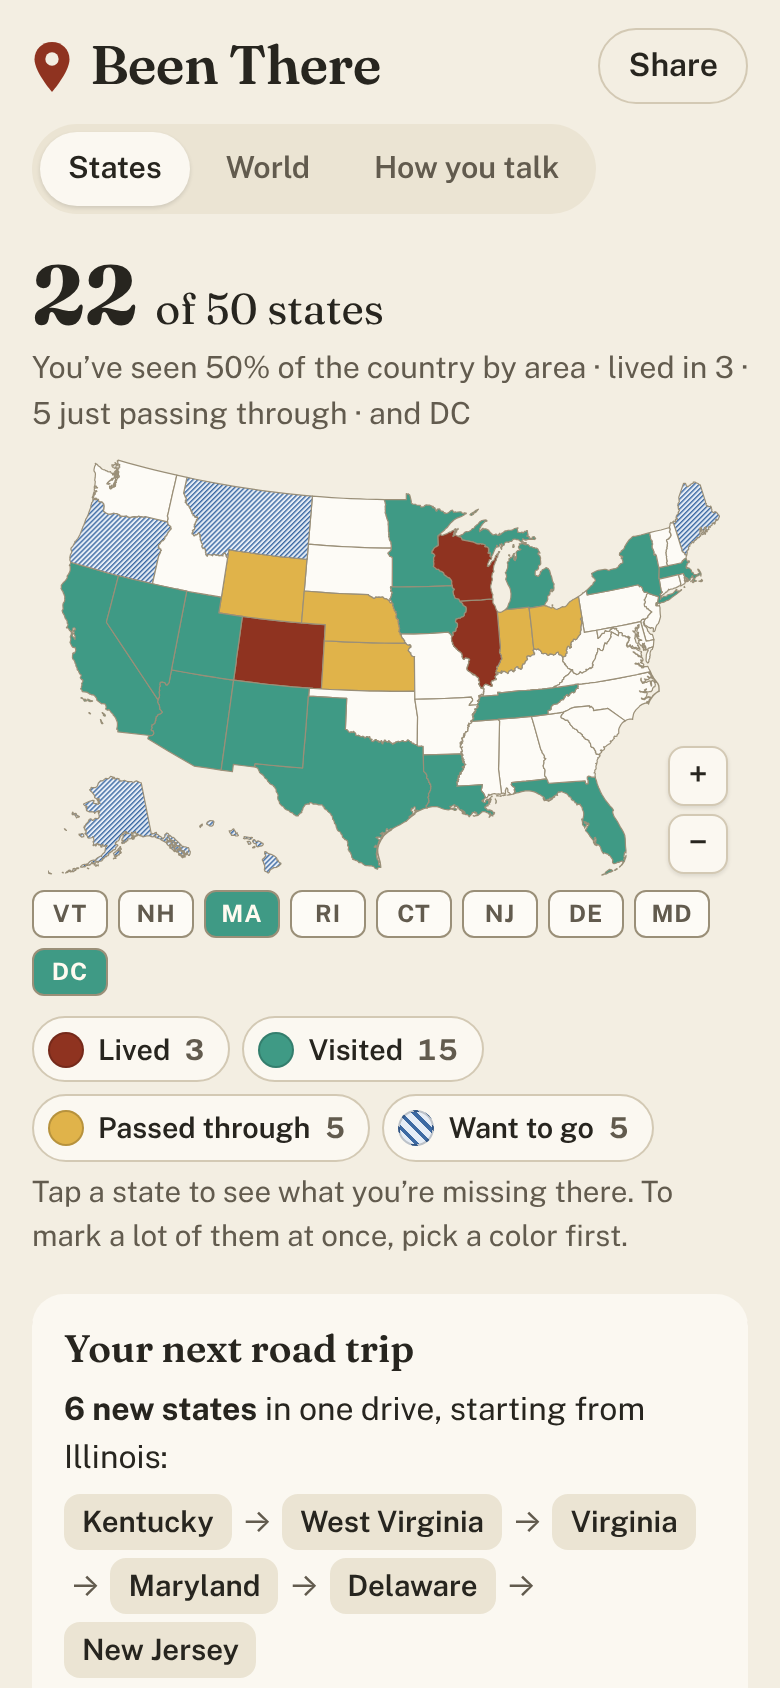 Been There
Share
States World How you talk
22 of 50 states
You’ve seen 50% of the country by area · lived in 3 ·
5 just passing through · and DC
+
−
VT NH MA RI CT NJ DE MD
DC
Lived 3 Visited 15
Passed through 5 Want to go 5
Tap a state to see what you’re missing there. To
mark a lot of them at once, pick a color first.
Your next road trip
6 new states in one drive, starting from
Illinois:
Kentucky → West Virginia → Virginia
→ Maryland → Delaware →
New Jersey